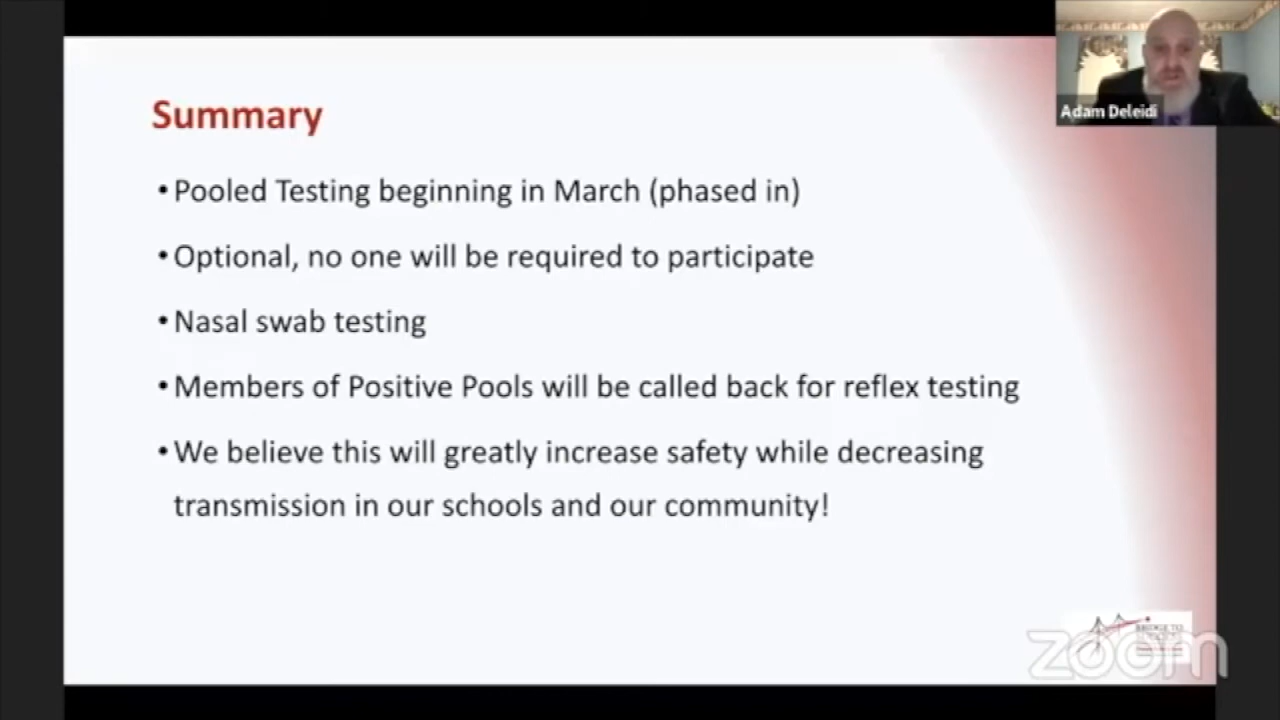 Adam Deleidi
Summary
•Pooled Testing beginning in March (phased in)
•Optional, no one will be required to participate
•Nasal swab testing
•Members of Positive Pools will be called back for reflex testing
•We believe this will greatly increase safety while decreasing
transmission in our schools and our community!
zoom